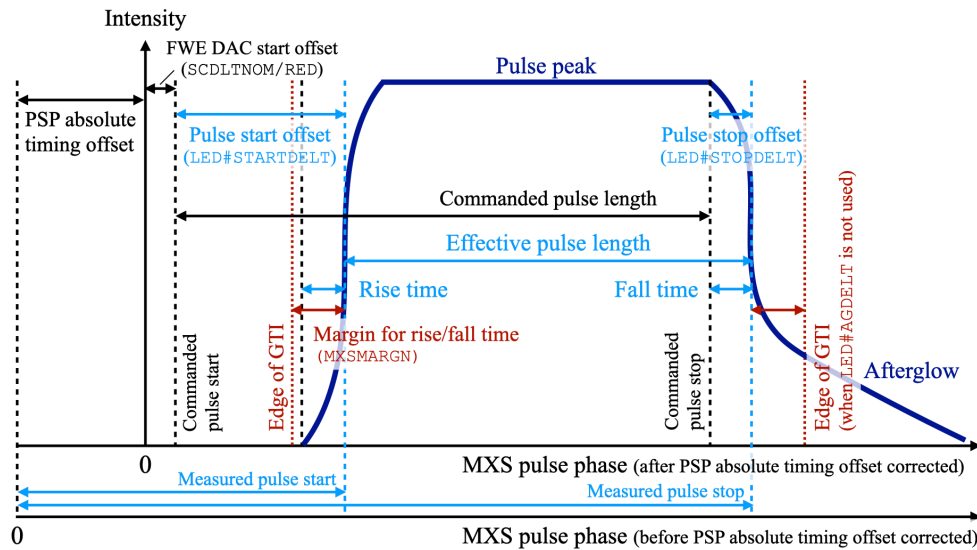 Intensity
FWE DAC start offset
(SCDLTNOM/RED)
Pulse peak
PSP absolute
timing offset
Pulse start offset
(LED#STARTDELT)
Pulse stop offset
(LED#STOPDELT)
Commanded pulse length
Effective pulse length
Rise time
Fall time
Margin for rise/fall time
(MXSMARGN)
Commanded
pulse start
Edge of GTI
Commanded
stop
Edge of GTI
(when LED#AGDELT is not used)
Afterglow
0
MXS pulse phase (after PSP absolute timing offset corrected)
Measured pulse start
Measured pulse stop
0
MXS pulse phase (before PSP absolute timing offset corrected)